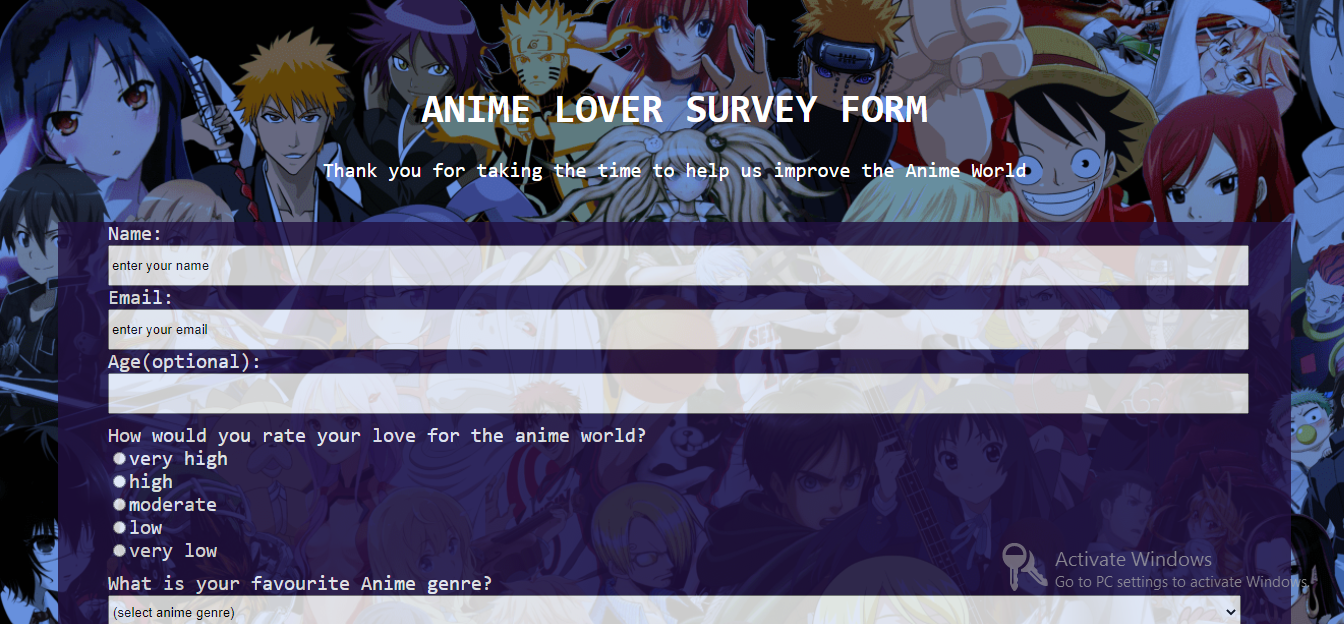 ANIME LOVER SURVEY FORM
Thank you for taking the time to help us improve the Anime World
Name:
enter your name
Email:
enter your email
Age(optional):
How would you rate your love for the anime world?
very high
high
moderate
low
very low
What is your favourite Anime genre?
(select anime genre)
Activate Windows
Go to PC settings to activate Windows.